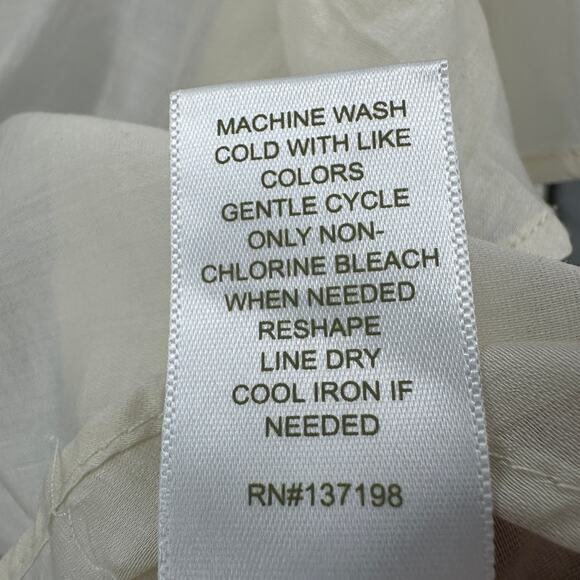 MACHINE WASH
COLD WITH LIKE
COLORS
GENTLE CYCLE
ONLY NON-
CHLORINE BLEACH
WHEN NEEDED
RESHAPE
LINE DRY
COOL IRON IF
NEEDED
RN#137198